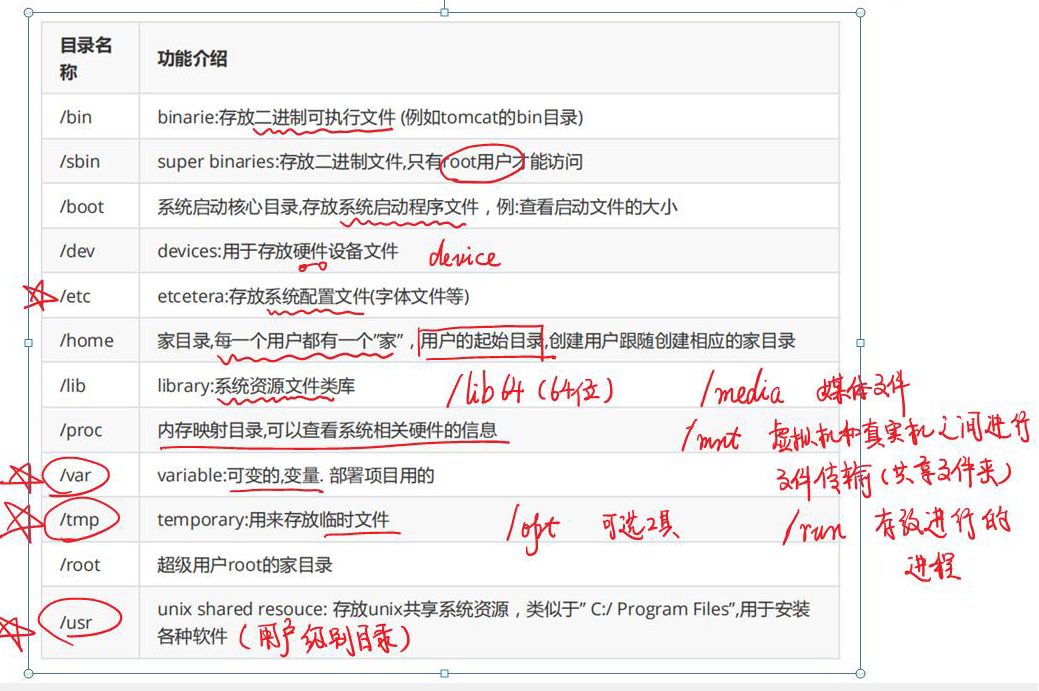 目录名
称
功能介绍
/bin
binarie:存放二进制可执行文件 (例如tomcat的bin目录)
/sbin
super binaries:存放二进制文件,只有root用户才能访问
/boot
系统启动核心目录,存放系统启动程序文件，例:查看启动文件的大小
/dev
devices:用于存放硬件设备文件
device
/etc
etcetera:存放系统配置文件(字体文件等)
/home
家目录,每一个用户都有一个”家”，用户的起始目录,创建用户跟随创建相应的家目录
/lib
library:系统资源文件类库
/lib64 (64位)
/media 媒体文件
/proc
内存映射目录,可以查看系统相关硬件的信息
/mnt 虚拟机和真实机之间进行
文件传输(共享文件夹)
/var
variable:可变的,变量. 部署项目用的
/tmp
temporary:用来存放临时文件
/opt 可选工具
/run 存放进行的
进程
/root
超级用户root的家目录
/usr
unix shared resouce: 存放unix共享系统资源，类似于” C:/ Program Files”,用于安装
各种软件
(用户级别目录)